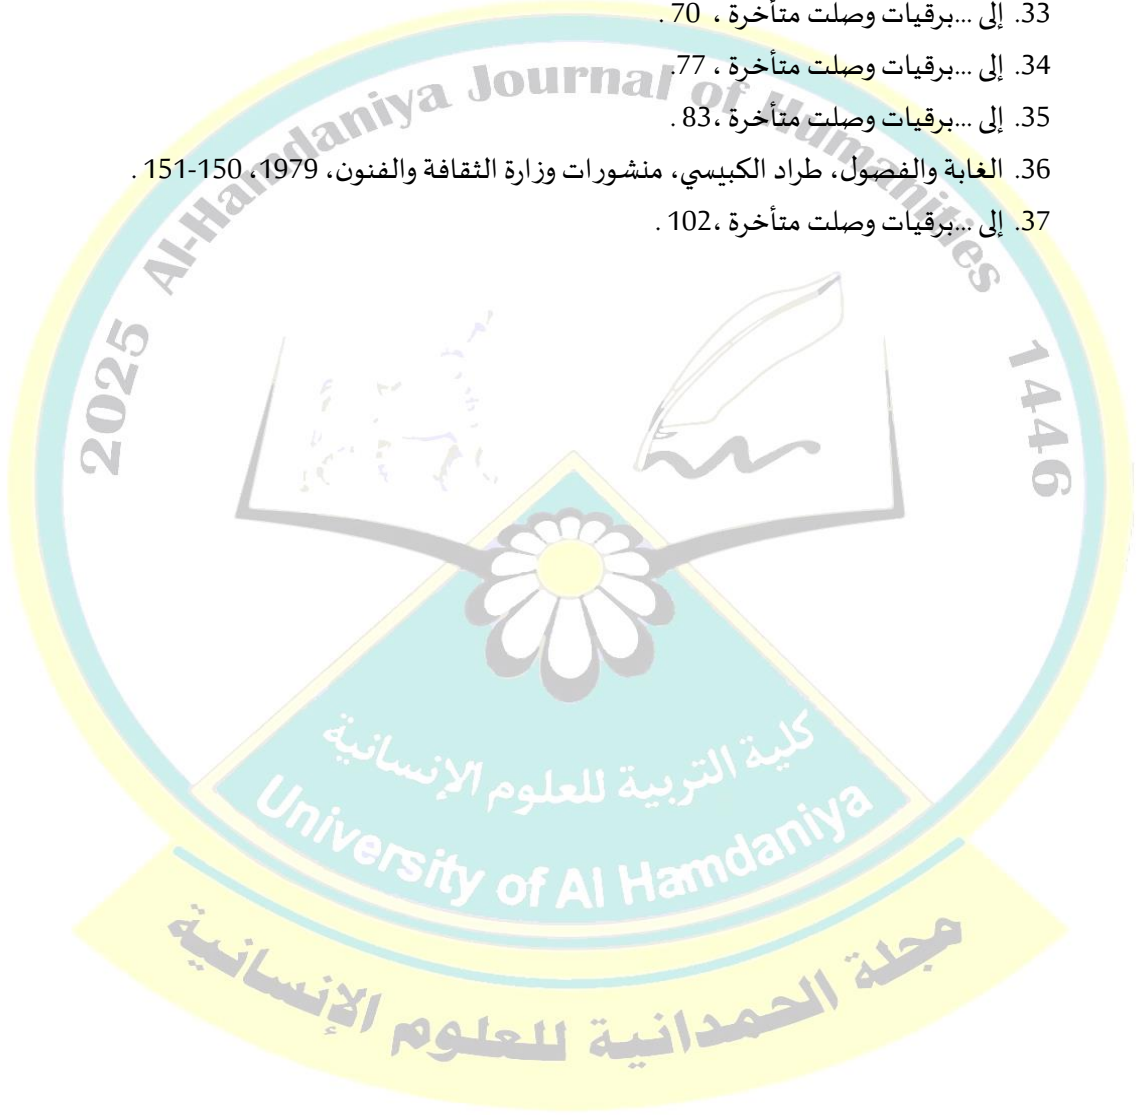 33. إلى ...برقيات وصلت متأخرة ، 70 .
34. إلى ...برقيات وصلت متأخرة ، 77.
35. إلى ...برقيات وصلت متأخرة ،83 .
36. الغابة والفصول، طراد الكبيسي، منشورات وزارة الثقافة والفنون، 1979، 150-151 .
37. إلى ...برقيات وصلت متأخرة ،102 .
2025 Al-Hamdaniya Journal of Humanities 1446
كلية التربية للعلوم الإنسانية
University of Al Hamdaniya
مجلة الحمدانية للعلوم الإنسانية